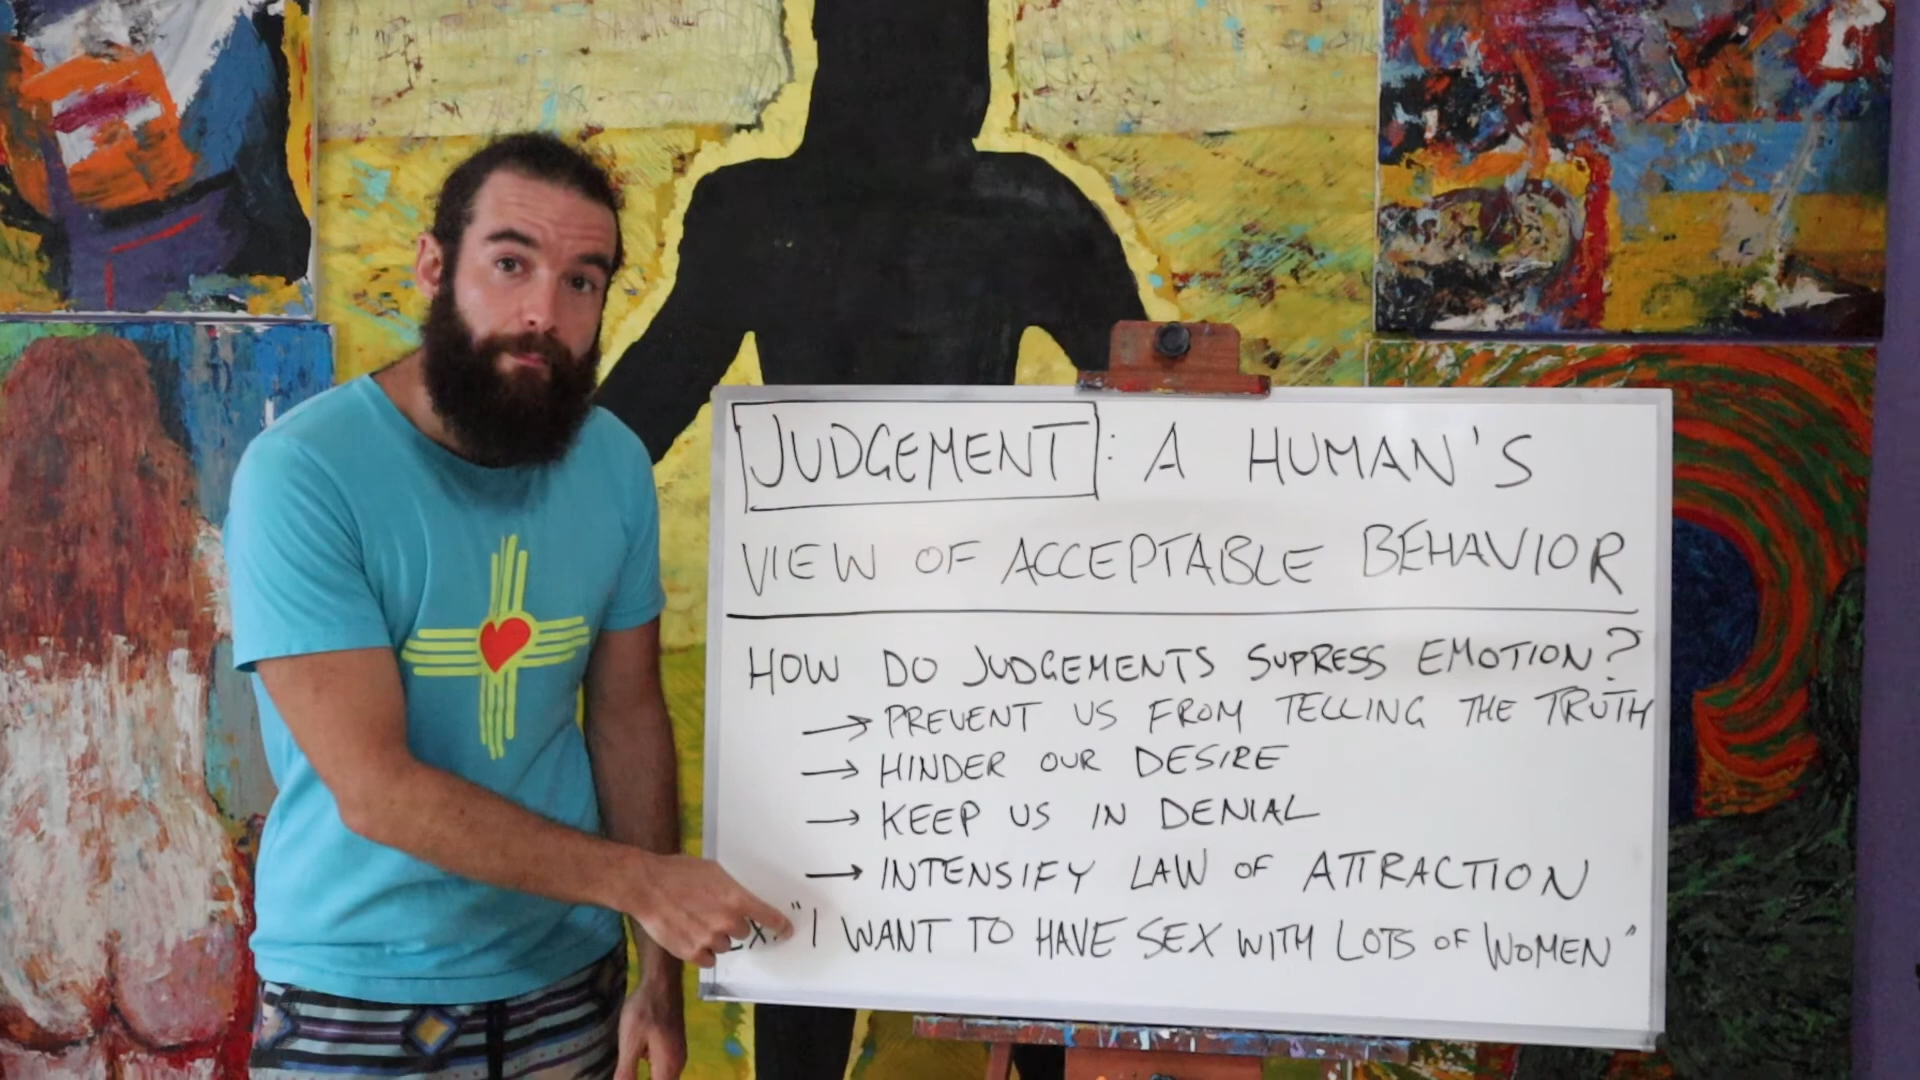 JUDGEMENT: A HUMAN'S
VIEW OF ACCEPTABLE BEHAVIOR
HOW DO JUDGEMENTS SUPRESS EMOTION?
→ PREVENT US FROM TELLING THE TRUTH
→ HINDER OUR DESIRE
→ KEEP US IN DENIAL
→ INTENSIFY LAW OF ATTRACTION
EX: "I WANT TO HAVE SEX WITH LOTS OF WOMEN"